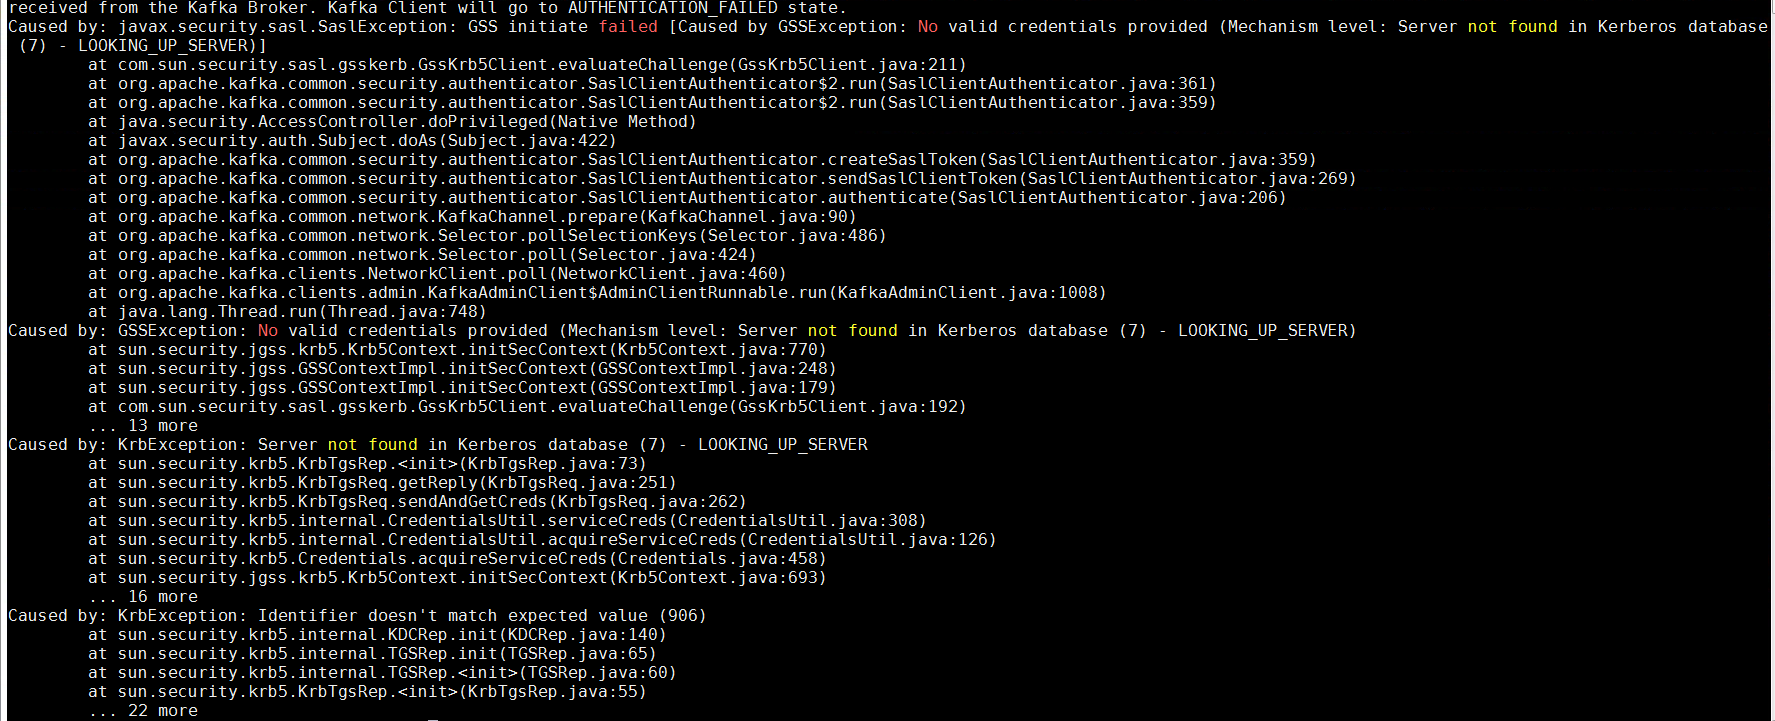 received from the Kafka Broker. Kafka Client will go to AUTHENTICATION_FAILED state.
Caused by: javax.security.sasl.SaslException: GSS initiate failed [Caused by GSSException: No valid credentials provided (Mechanism level: Server not found in Kerberos database
(7) - LOOKING_UP_SERVER)]
at com.sun.security.sasl.gsskerb.GssKrb5Client.evaluateChallenge(GssKrb5Client.java:211)
at org.apache.kafka.common.security.authenticator.SaslClientAuthenticator$2.run(SaslClientAuthenticator.java:361)
at org.apache.kafka.common.security.authenticator.SaslClientAuthenticator$2.run(SaslClientAuthenticator.java:359)
at java.security.AccessController.doPrivileged(Native Method)
at javax.security.auth.Subject.doAs(Subject.java:422)
at org.apache.kafka.common.security.authenticator.SaslClientAuthenticator.createSaslToken(SaslClientAuthenticator.java:359)
at org.apache.kafka.common.security.authenticator.SaslClientAuthenticator.sendSaslClientToken(SaslClientAuthenticator.java:269)
at org.apache.kafka.common.security.authenticator.SaslClientAuthenticator.authenticate(SaslClientAuthenticator.java:206)
at org.apache.kafka.common.network.KafkaChannel.prepare(KafkaChannel.java:90)
at org.apache.kafka.common.network.Selector.pollSelectionKeys(Selector.java:486)
at org.apache.kafka.common.network.Selector.poll(Selector.java:424)
at org.apache.kafka.clients.NetworkClient.poll(NetworkClient.java:460)
at org.apache.kafka.clients.admin.KafkaAdminClient$AdminClientRunnable.run(KafkaAdminClient.java:1008)
at java.lang.Thread.run(Thread.java:748)
Caused by: GSSException: No valid credentials provided (Mechanism level: Server not found in Kerberos database (7) - LOOKING_UP_SERVER)
at sun.security.jgss.krb5.Krb5Context.initSecContext(Krb5Context.java:770)
at sun.security.jgss.GSSContextImpl.initSecContext(GSSContextImpl.java:248)
at sun.security.jgss.GSSContextImpl.initSecContext(GSSContextImpl.java:179)
at com.sun.security.sasl.gsskerb.GssKrb5Client.evaluateChallenge(GssKrb5Client.java:192)
... 13 more
Caused by: KrbException: Server not found in Kerberos database (7) - LOOKING_UP_SERVER
at sun.security.krb5.KrbTgsRep.<init>(KrbTgsRep.java:73)
at sun.security.krb5.KrbTgsReq.getReply(KrbTgsReq.java:251)
at sun.security.krb5.KrbTgsReq.sendAndGetCreds(KrbTgsReq.java:262)
at sun.security.krb5.internal.CredentialsUtil.serviceCreds(CredentialsUtil.java:308)
at sun.security.krb5.internal.CredentialsUtil.acquireServiceCreds(CredentialsUtil.java:126)
at sun.security.krb5.Credentials.acquireServiceCreds(Credentials.java:458)
at sun.security.jgss.krb5.Krb5Context.initSecContext(Krb5Context.java:693)
... 16 more
Caused by: KrbException: Identifier doesn't match expected value (906)
at sun.security.krb5.internal.KDCRep.init(KDCRep.java:140)
at sun.security.krb5.internal.TGSRep.init(TGSRep.java:65)
at sun.security.krb5.internal.TGSRep.<init>(TGSRep.java:60)
at sun.security.krb5.KrbTgsRep.<init>(KrbTgsRep.java:55)
... 22 more